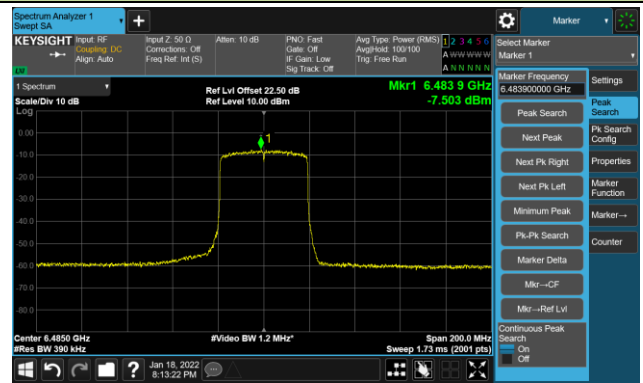 Spectrum Analyzer 1
Swept SA
Marker
KEYSIGHT
Input: RF
Coupling: DC
Align: Auto
Input Z: 50 Ω
Corrections: Off
Freq Ref: Int (S)
Atten: 10 dB
PNO: Fast
Gate: Off
IF Gain: Low
Sig Track: Off
Avg Type: Power (RMS)
Avg|Hold: 100/100
Trig: Free Run
1 2 3 4 5 6
A W W W W W
A N N N N N
Select Marker
Marker 1
1 Spectrum
Scale/Div 10 dB
Log
Ref Lvl Offset 22.50 dB
Ref Level 10.00 dBm
Mkr1 6.483 9 GHz
-7.503 dBm
1
0.00
-10.0
-20.0
-30.0
-40.0
-50.0
-60.0
-70.0
-80.0
Center 6.4850 GHz
#Res BW 390 kHz
#Video BW 1.2 MHz*
Span 200.0 MHz
Sweep 1.73 ms (2001 pts)
Marker Frequency
6.483900000 GHz
Peak Search
Next Peak
Next Pk Right
Next Pk Left
Minimum Peak
Pk-Pk Search
Marker Delta
Mkr→CF
Mkr→Ref Lvl
Continuous Peak
Search
On
Off
Settings
Peak
Search
Pk Search
Config
Properties
Marker
Function
Marker→
Counter
?
Jan 18, 2022
8:13:22 PM